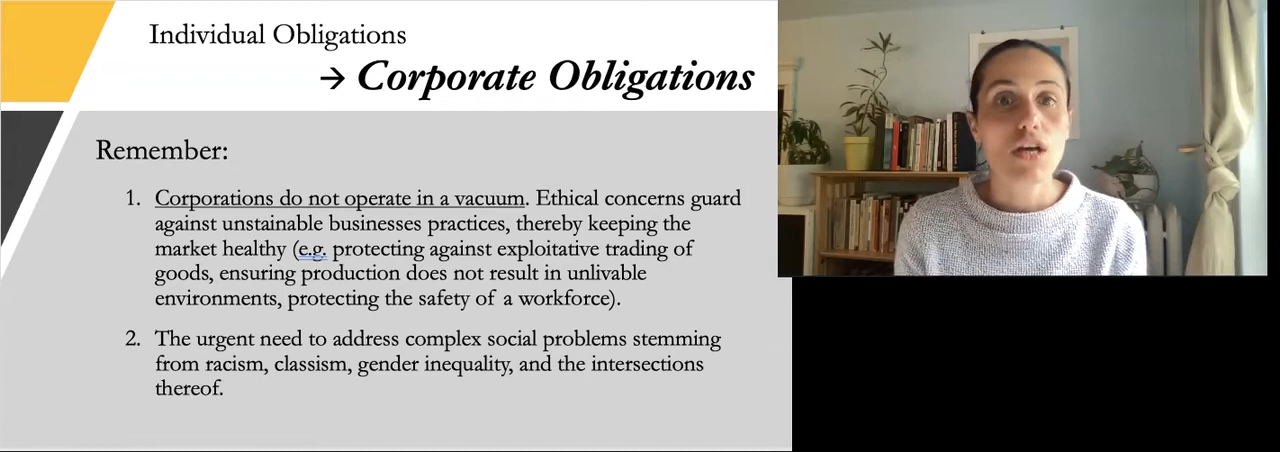 Individual Obligations
→ Corporate Obligations
Remember:
1. Corporations do not operate in a vacuum. Ethical concerns guard
against unstainable businesses practices, thereby keeping the
market healthy (e.g. protecting against exploitative trading of
goods, ensuring production does not result in unlivable
environments, protecting the safety of a workforce).
2. The urgent need to address complex social problems stemming
from racism, classism, gender inequality, and the intersections
thereof.